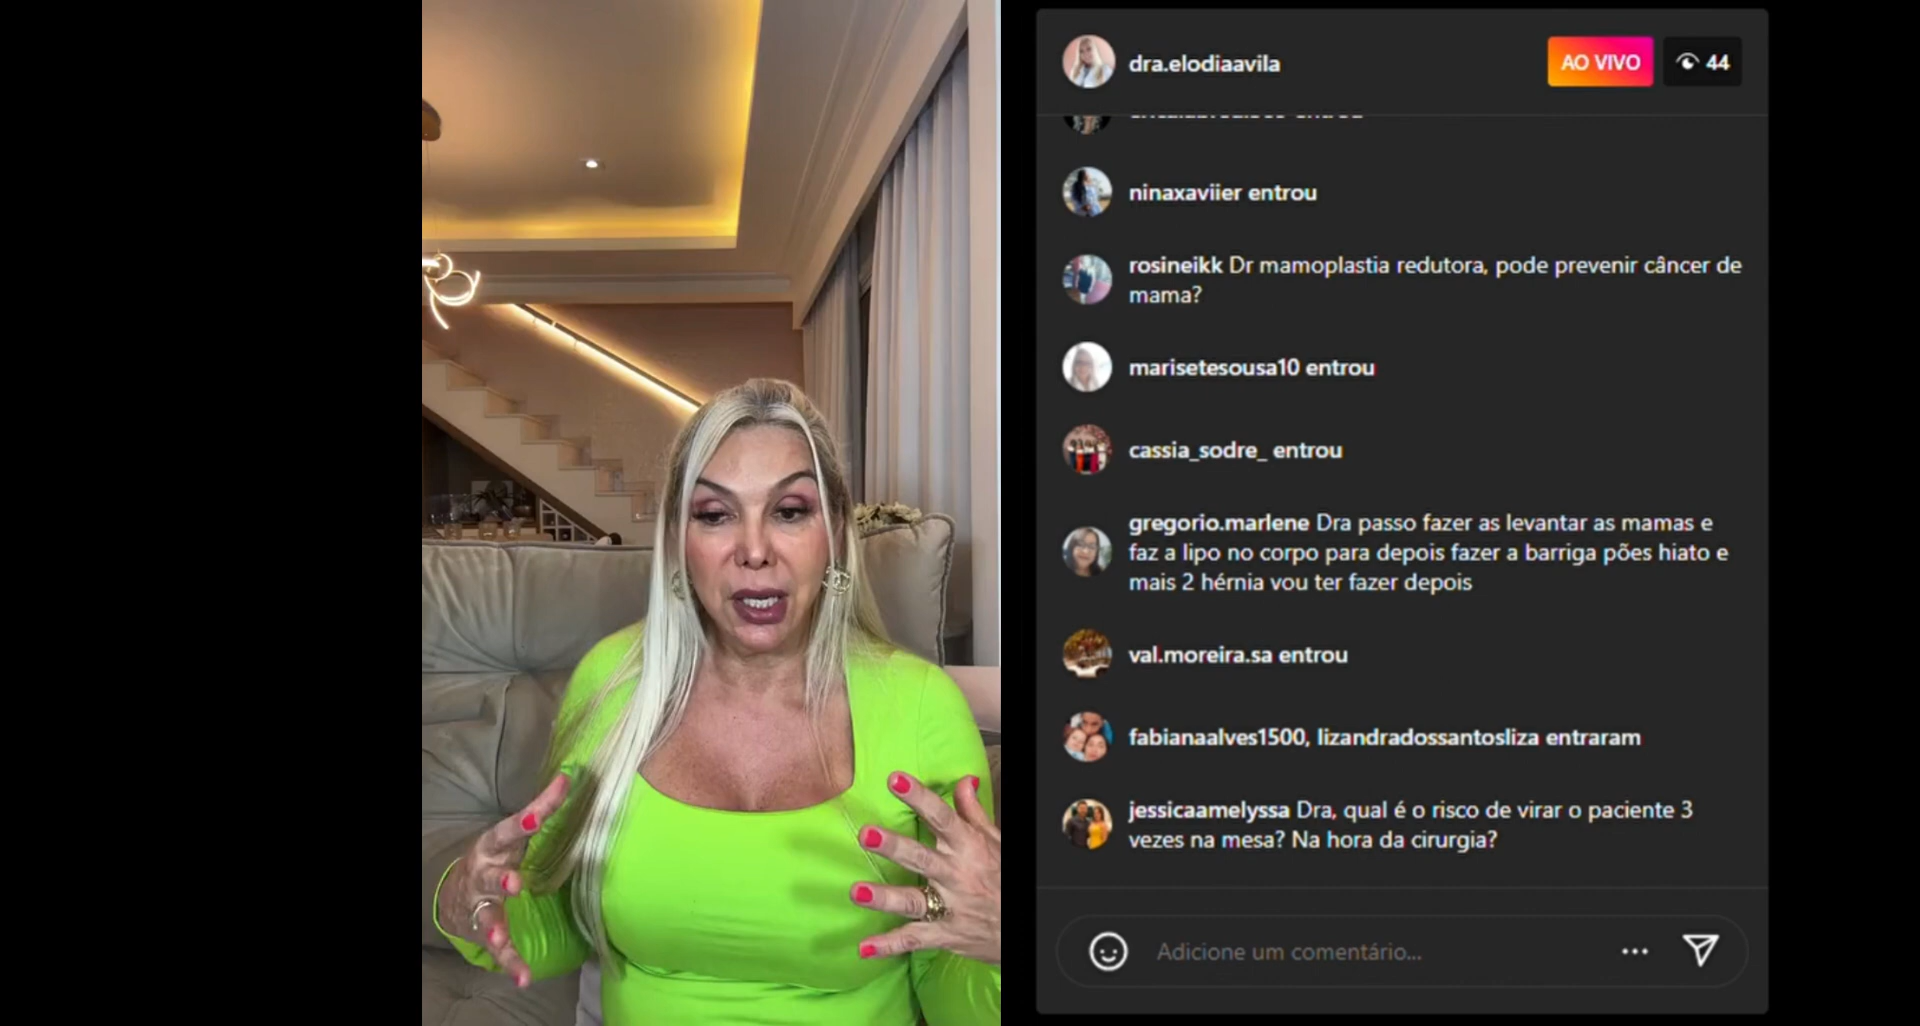 dra.elodiaavila
AO VIVO
44
ninaxaviier entrou
rosineikk Dr mamoplastia redutora, pode prevenir câncer de
mama?
marisetesousa10 entrou
cassia_sodre_ entrou
gregorio.marlene Dra passo fazer as levantar as mamas e
faz a lipo no corpo para depois fazer a barriga pões hiato e
mais 2 hérnia vou ter fazer depois
val.moreira.sa entrou
fabianaalves1500, lizandradossantosliza entraram
jessicaamelyssa Dra, qual é o risco de virar o paciente 3
vezes na mesa? Na hora da cirurgia?
Adicione um comentário...